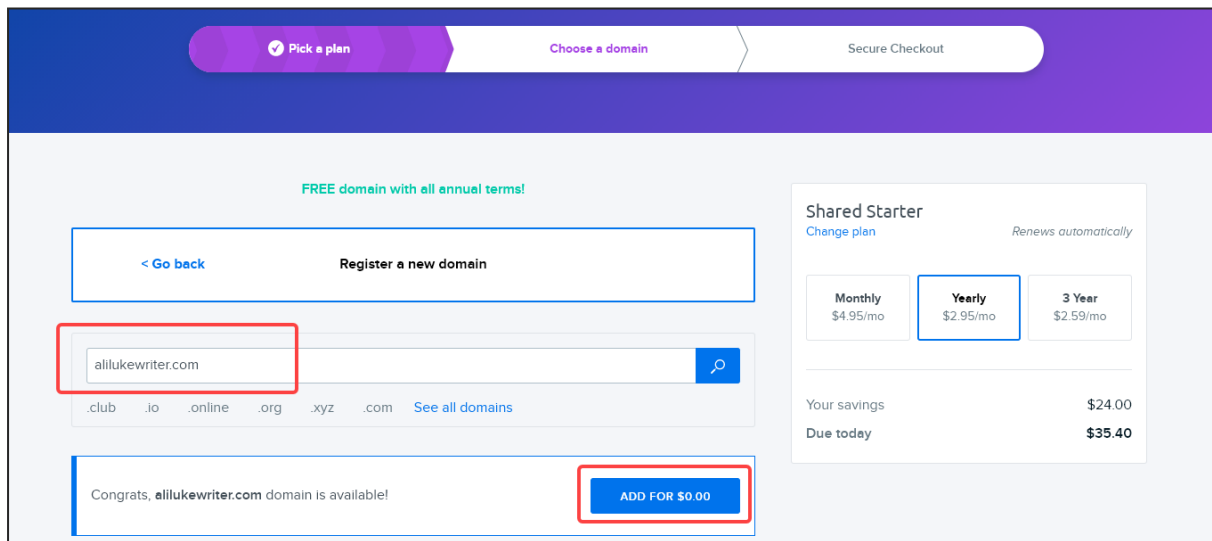 Pick a plan
Choose a domain
Secure Checkout
FREE domain with all annual terms!
< Go back
Register a new domain
alilukewriter.com
.club .io .online .org .xyz .com See all domains
Congrats, alilukewriter.com domain is available!
ADD FOR $0.00
Shared Starter
Change plan
Renews automatically
Monthly
$4.95/mo
Yearly
$2.95/mo
3 Year
$2.59/mo
Your savings $24.00
Due today $35.40